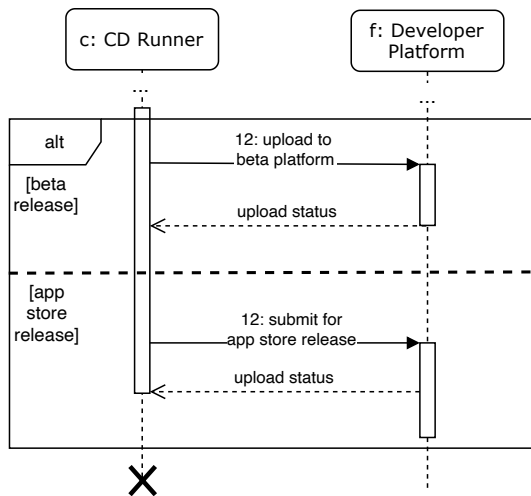 c: CD Runner
f: Developer
Platform
...
...
alt
12: upload to
beta platform
[beta
release]
upload status
[app
store
release]
12: submit for
app store release
upload status